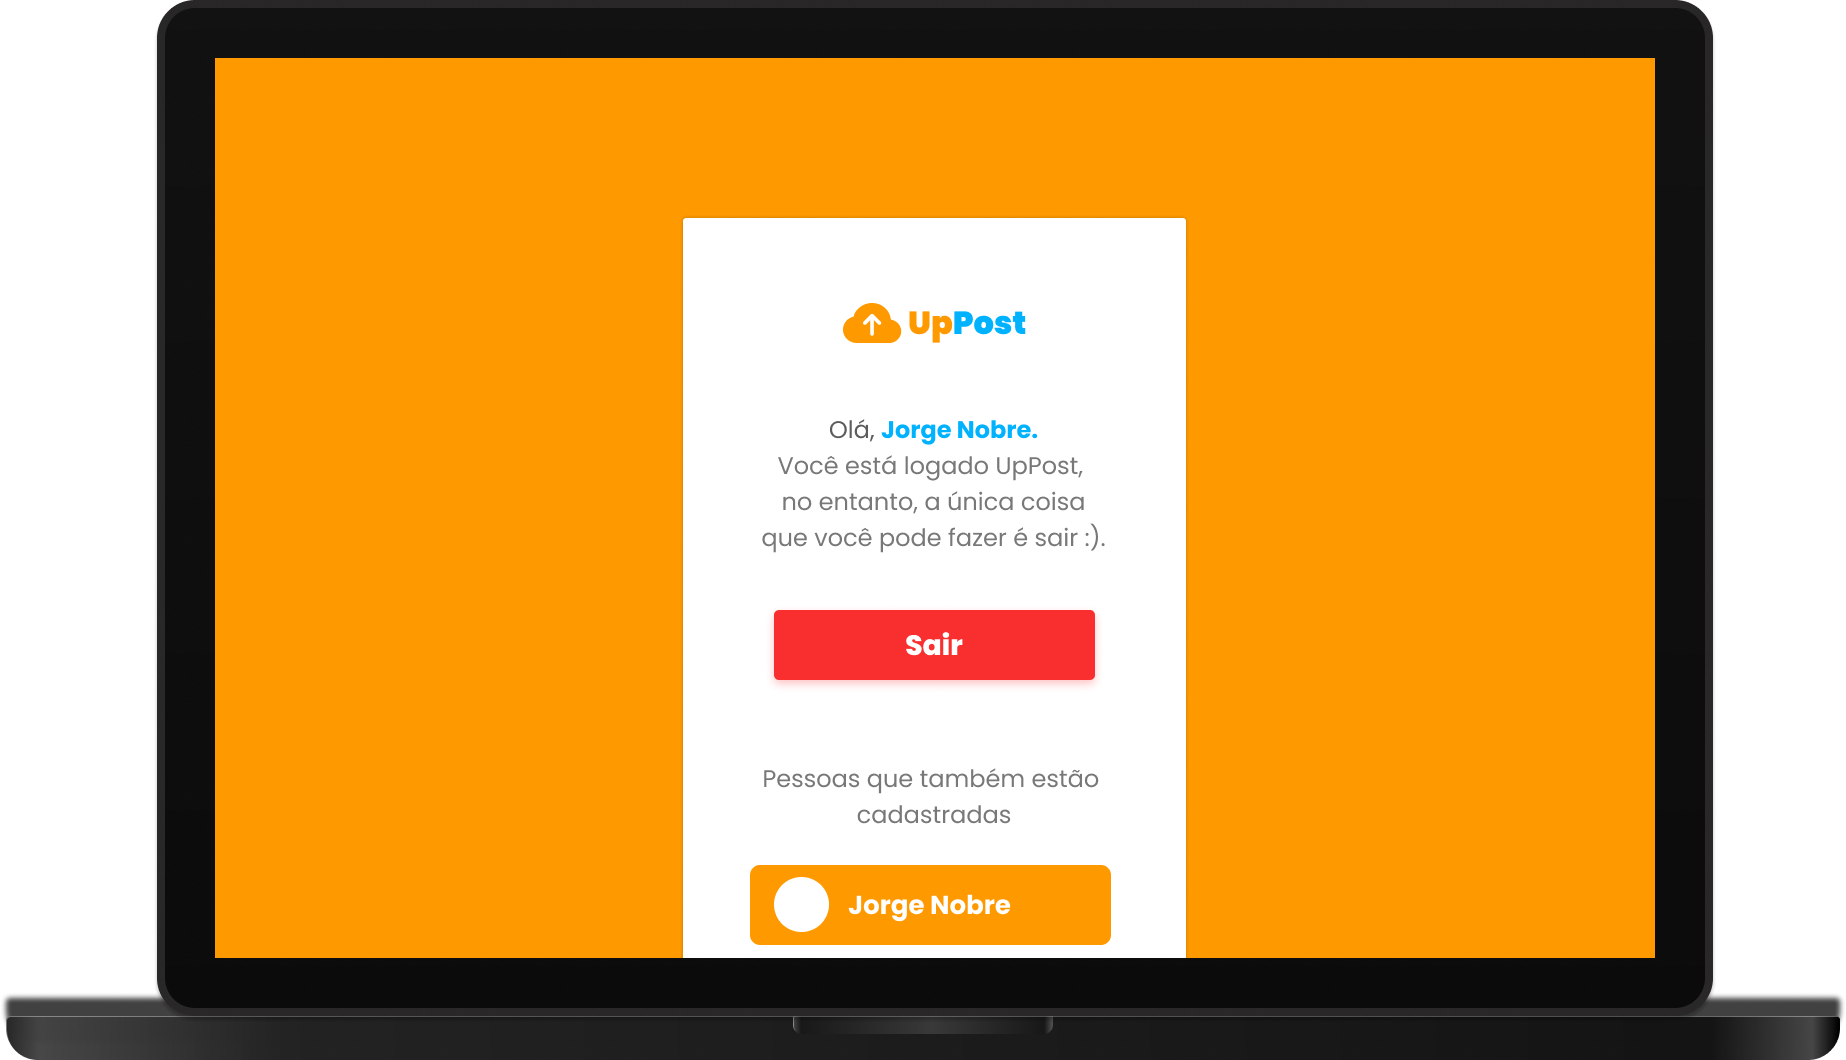 UpPost
Olá, Jorge Nobre.
Você está logado UpPost,
no entanto, a única coisa
que você pode fazer é sair :).
Sair
Pessoas que também estão
cadastradas
Jorge Nobre